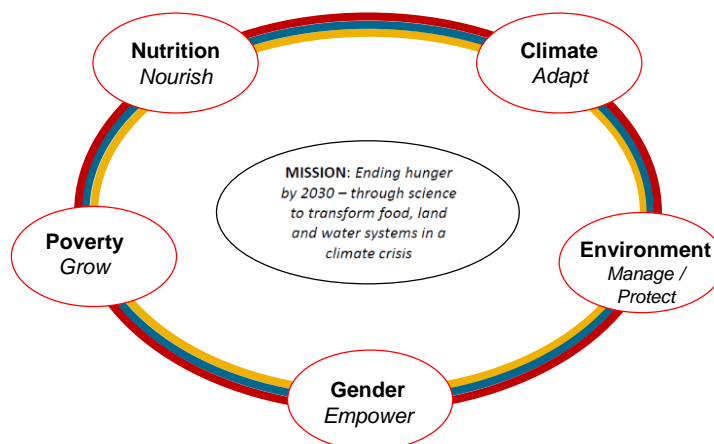 Nutrition
Nourish
Climate
Adapt
MISSION: Ending hunger
by 2030 – through science
to transform food, land
and water systems in a
climate crisis
Poverty
Grow
Environment
Manage /
Protect
Gender
Empower